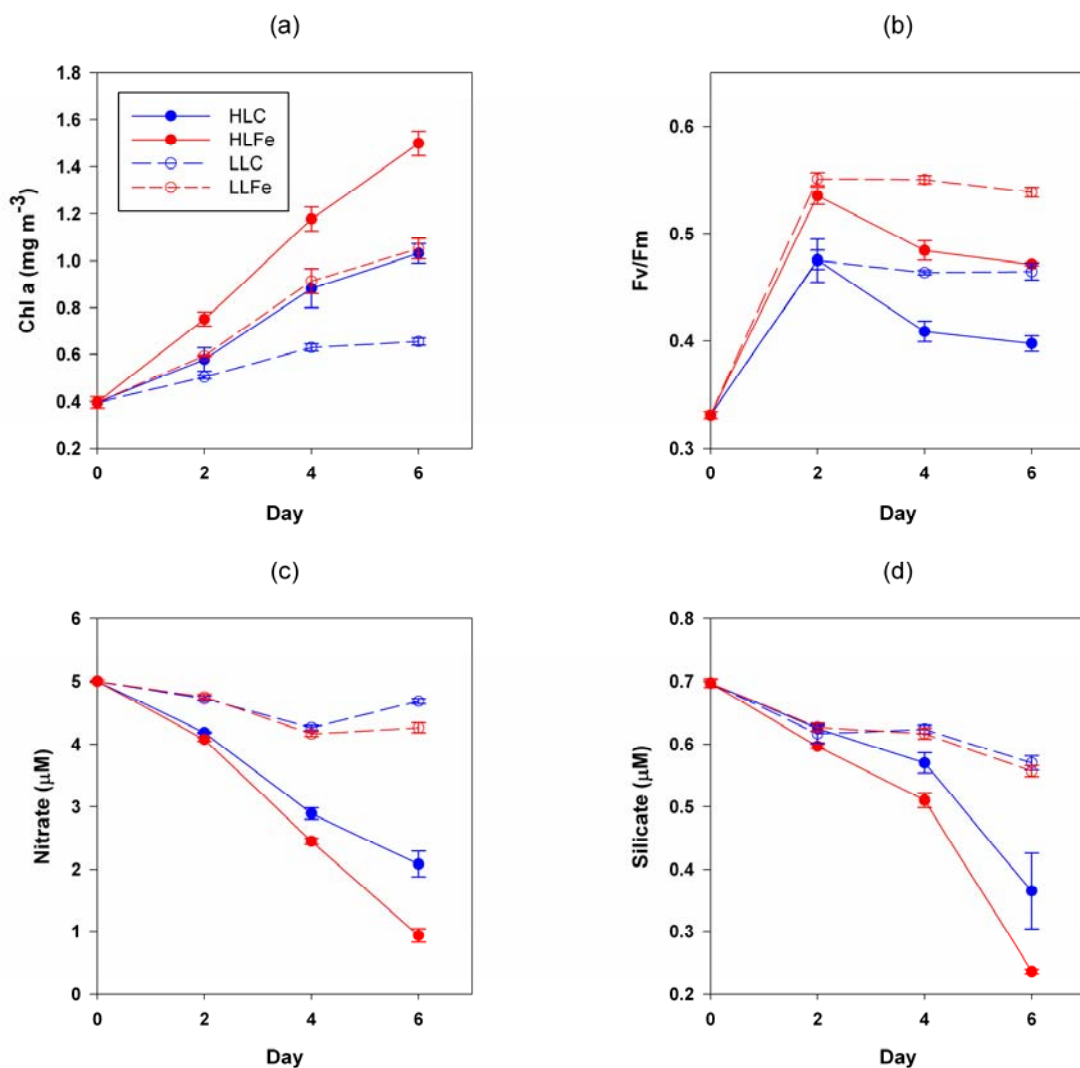 (a)
1.8
1.6
1.4
1.2
1.0
0.8
0.6
0.4
0.2
Chl a (mg m⁻³)
HLC
HLFe
LLC
LLFe
0 2 4 6
Day
(b)
0.6
0.5
0.4
0.3
Fv/Fm
0 2 4 6
Day
(c)
6
5
4
3
2
1
0
Nitrate (μM)
0 2 4 6
Day
(d)
0.8
0.7
0.6
0.5
0.4
0.3
0.2
Silicate (μM)
0 2 4 6
Day